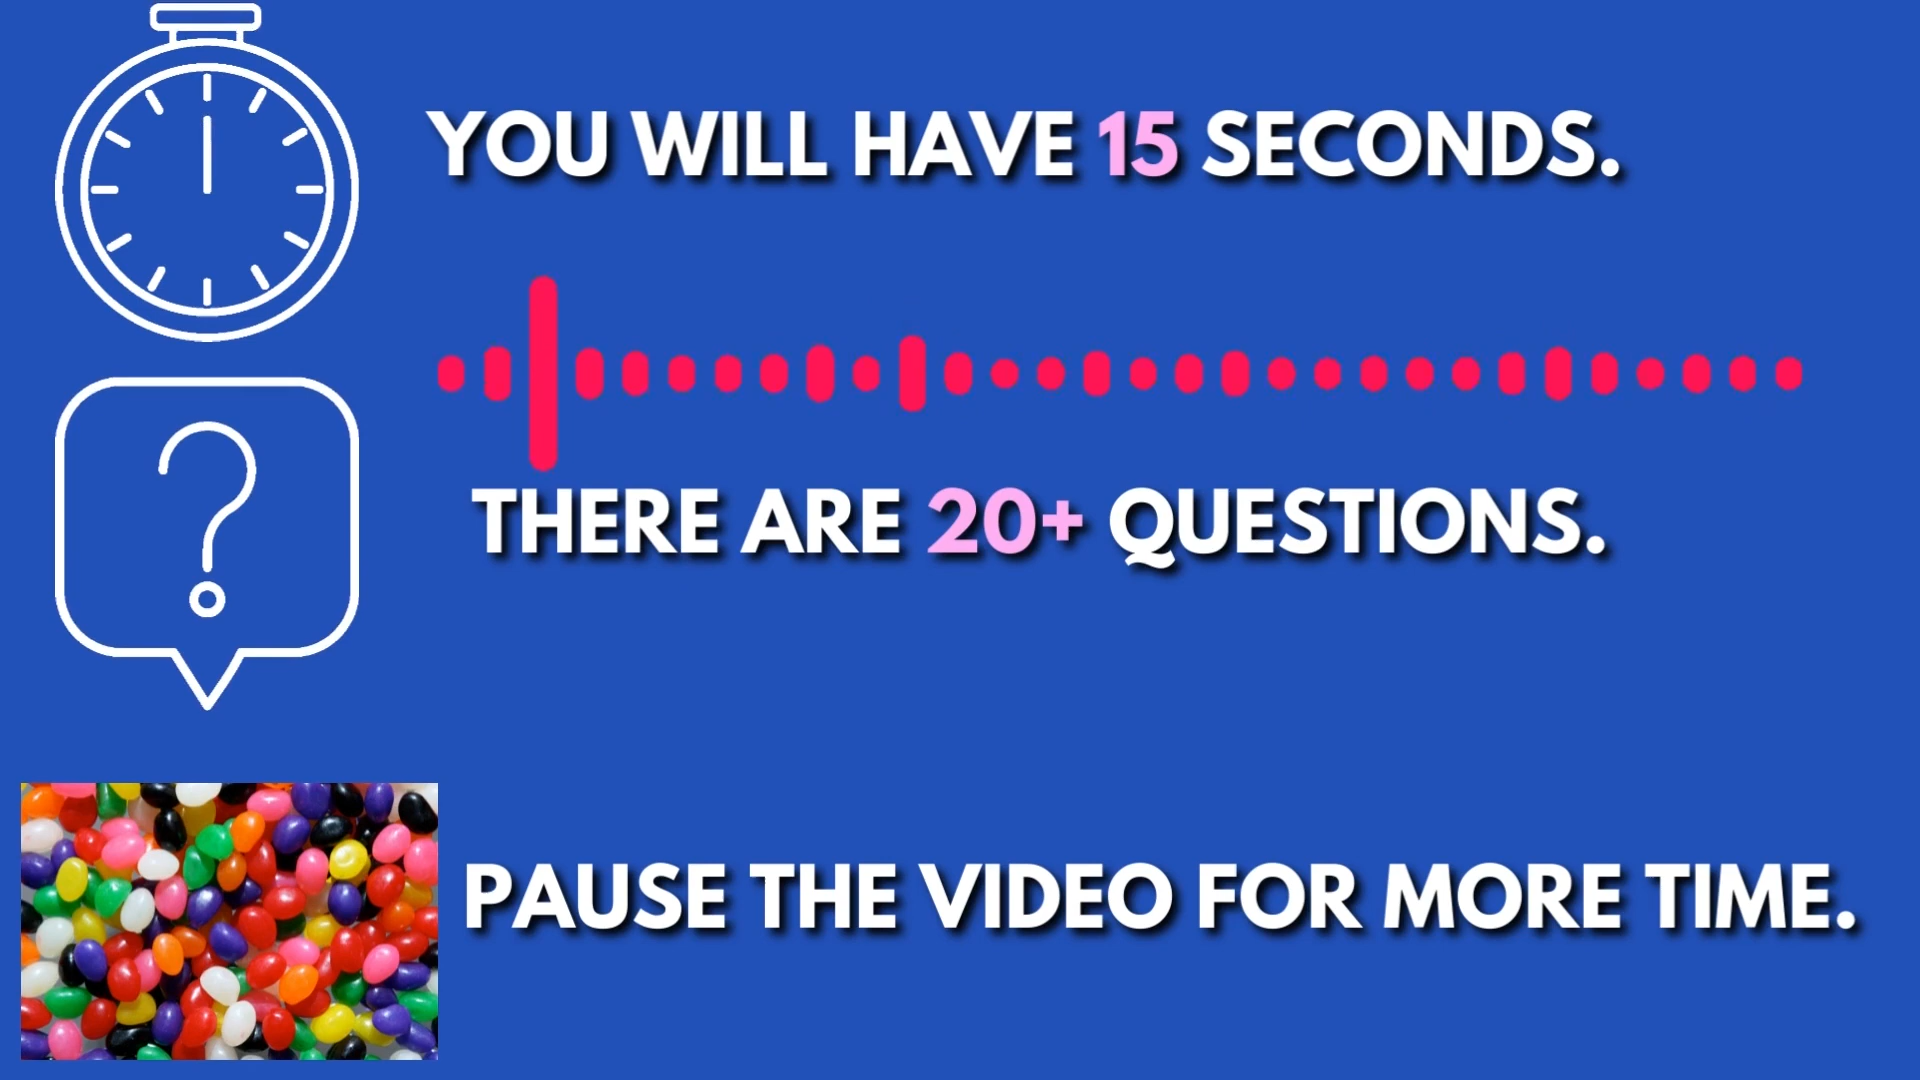 YOU WILL HAVE 15 SECONDS.
THERE ARE 20+ QUESTIONS.
PAUSE THE VIDEO FOR MORE TIME.